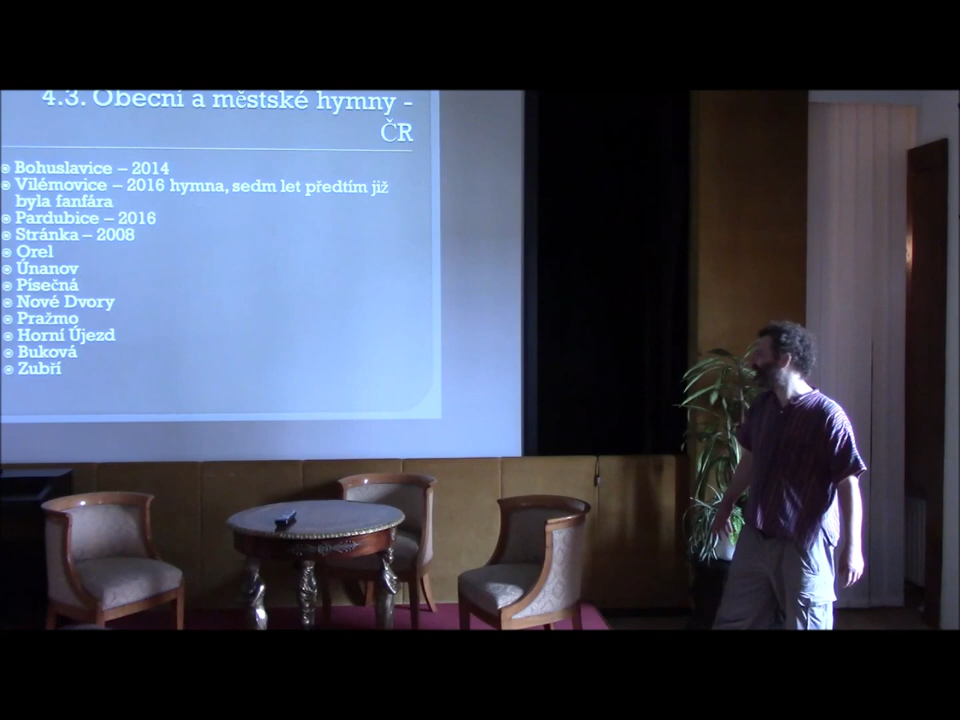 4.3. Obecní a městské hymny -
ČR
Bohuslavice – 2014
Vilémovice – 2016 hymna, sedm let předtím již
byla fanfára
Pardubice – 2016
Stránka – 2008
Orel
Únanov
Písečná
Nové Dvory
Pražmo
Horní Újezd
Buková
Zubří